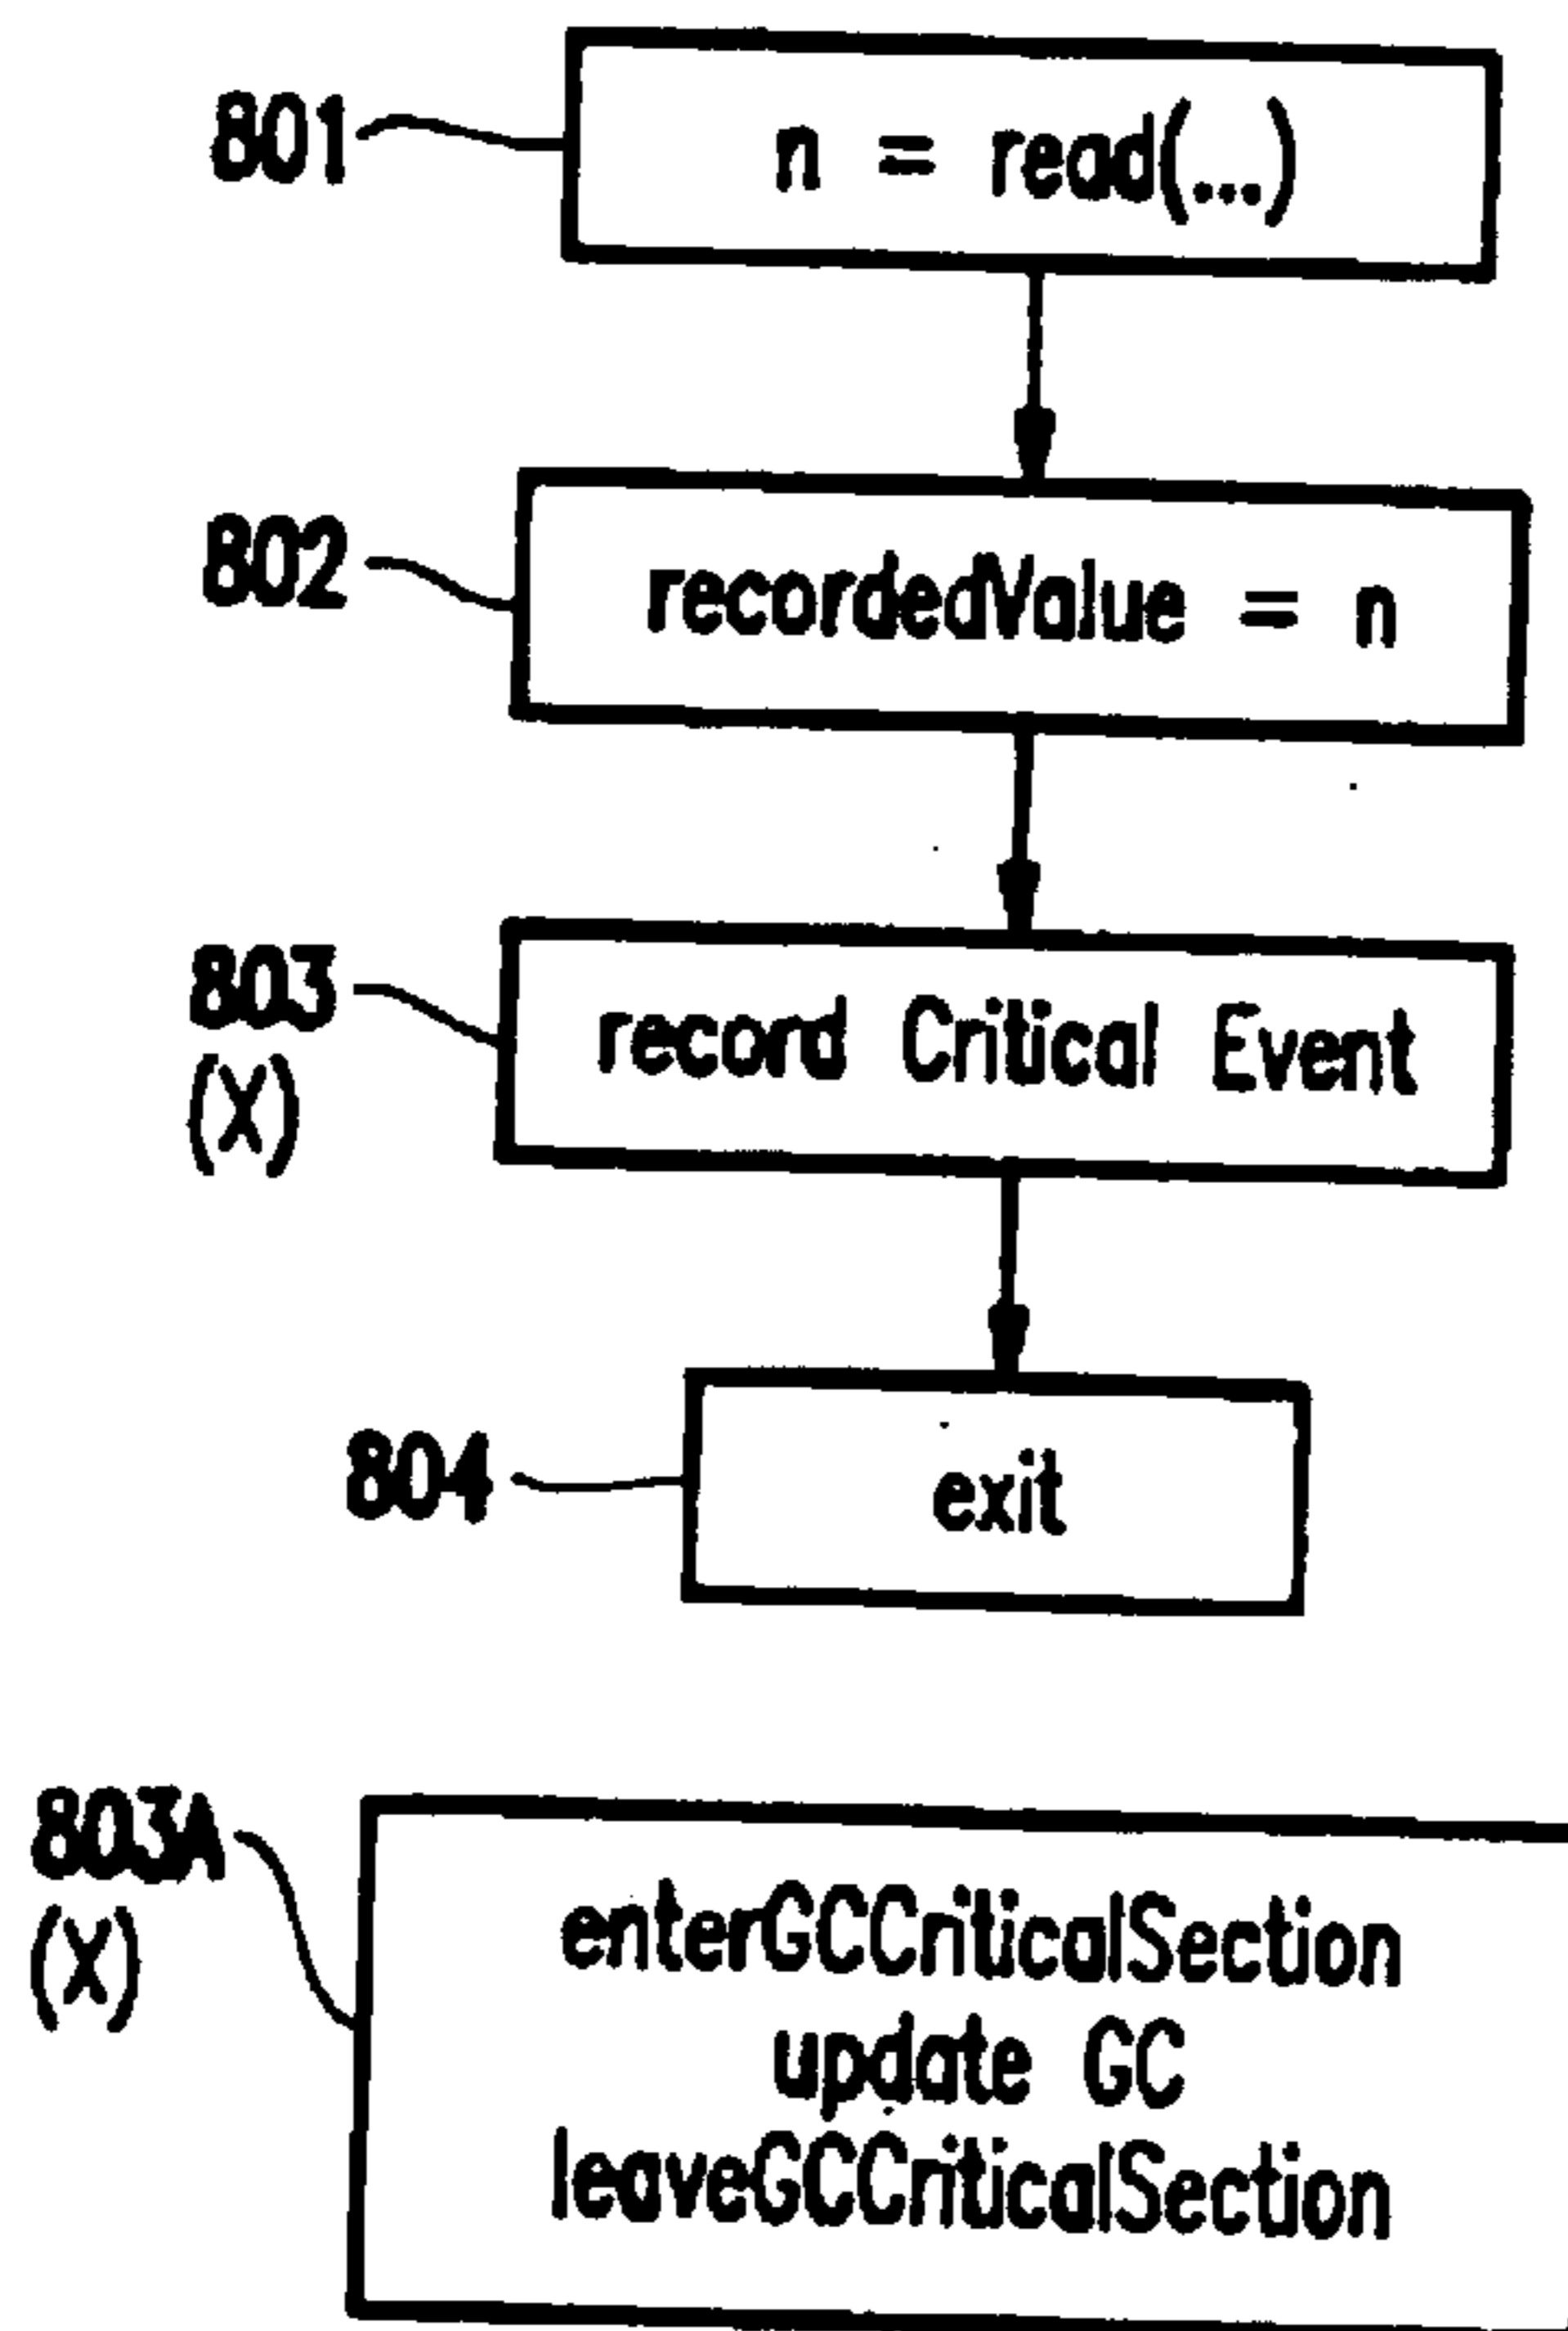 801
n = read(...)
802
recordedValue = n
803
(X)
record Critical Event
804
exit
803A
(X)
enterGCCriticalSection
update GC
leaveGCCriticalSection